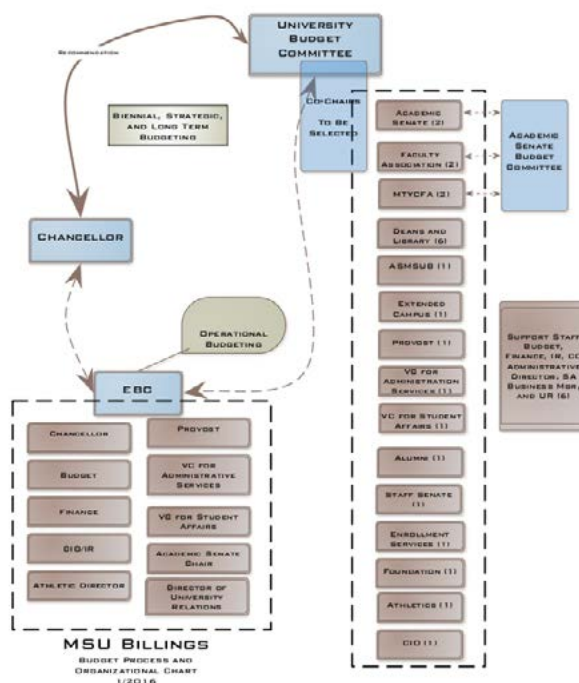 University
Budget
Committee
Recommendation
Co-Chairs
To Be
Selected
Biennial, Strategic,
and Long Term
Budgeting
Academic
Senate (2)
Faculty
Association (2)
MTYCFA (2)
Academic
Senate
Budget
Committee
Deans and
Library (6)
ASMSUB (1)
Extended
Campus (1)
Provost (1)
VC for
Administration
Services (1)
VC for Student
Affairs (1)
Alumni (1)
Staff Senate
(1)
Enrollment
Services (1)
Foundation (1)
Athletics (1)
CIO (1)
Support Staff
Budget,
Finance, IR,
Administrative
Director, SA
Business
and UR (6)
Chancellor
Operational
Budgeting
EBC
Chancellor
Budget
Finance
CIO/IR
Athletic Director
Provost
VC for
Administrative
Services
VC for Student
Affairs
Academic Senate
Chair
Director of
University
Relations
MSU Billings
Budget Process and
Organizational Chart
1/2016